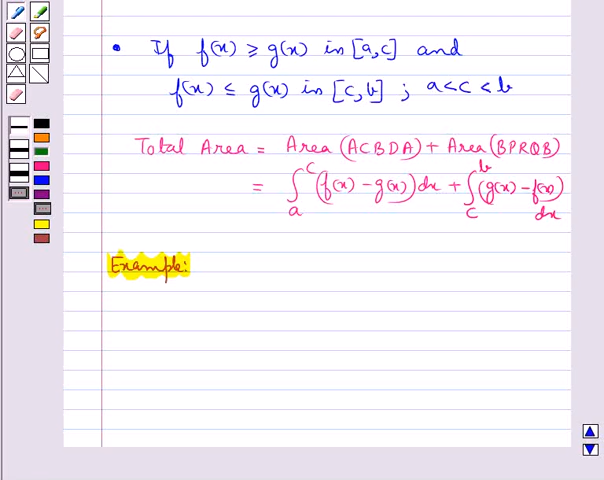 • If f(x) ⩾ g(x) in [a,c] and
f(x) ≤ g(x) in [c,b] ; a<c<b
Total Area = Area (ACBDA) + Area (BPRQB)
= ∫_a^c (f(x) - g(x)) dx + ∫_c^b (g(x) - f(x)) dx
Example: